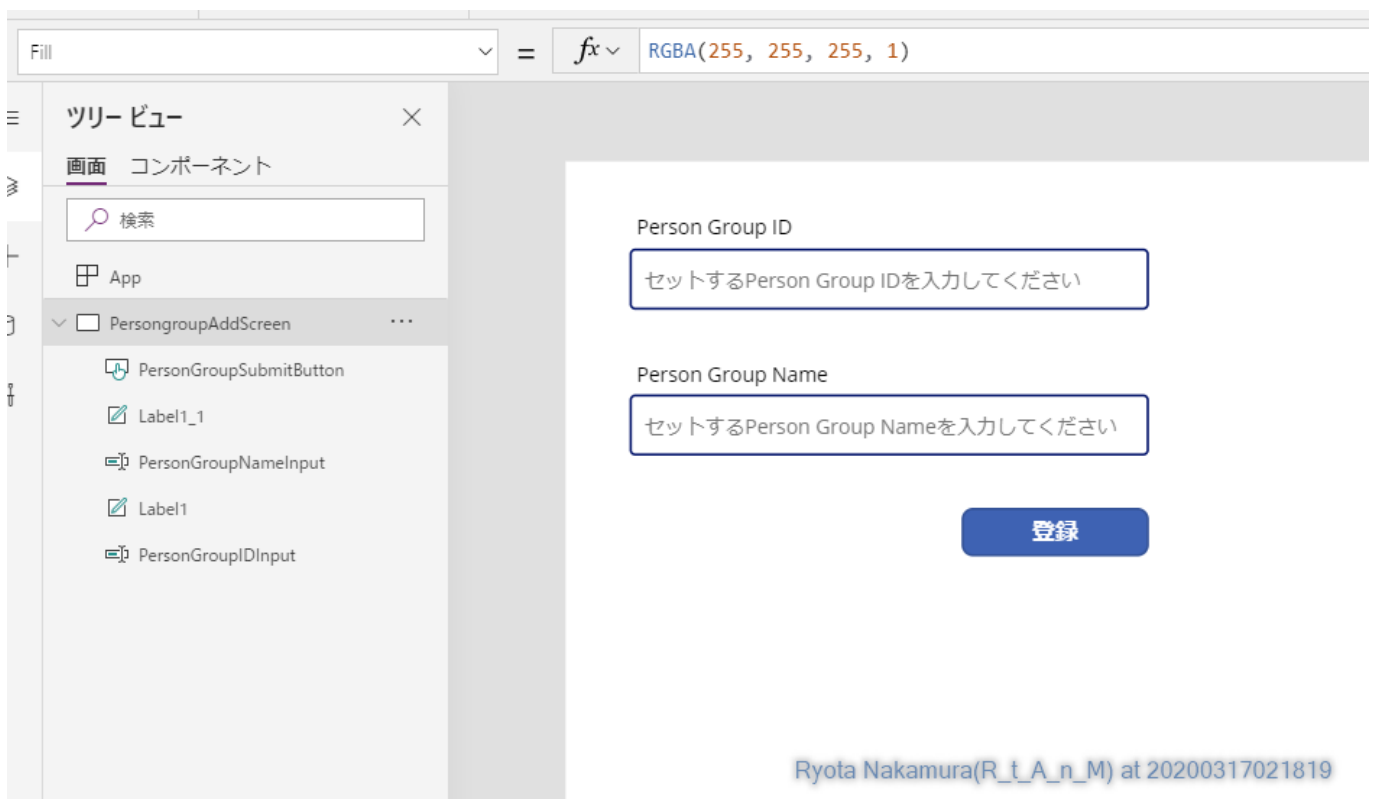 Fill
= fx RGBA(255, 255, 255, 1)
ツリー ビュー
画面 コンポーネント
検索
App
PersongroupAddScreen
PersonGroupSubmitButton
Label1_1
PersonGroupNameInput
Label1
PersonGroupIDInput
Person Group ID
セットするPerson Group IDを入力してください
Person Group Name
セットするPerson Group Nameを入力してください
登録
Ryota Nakamura(R_t_A_n_M) at 20200317021819